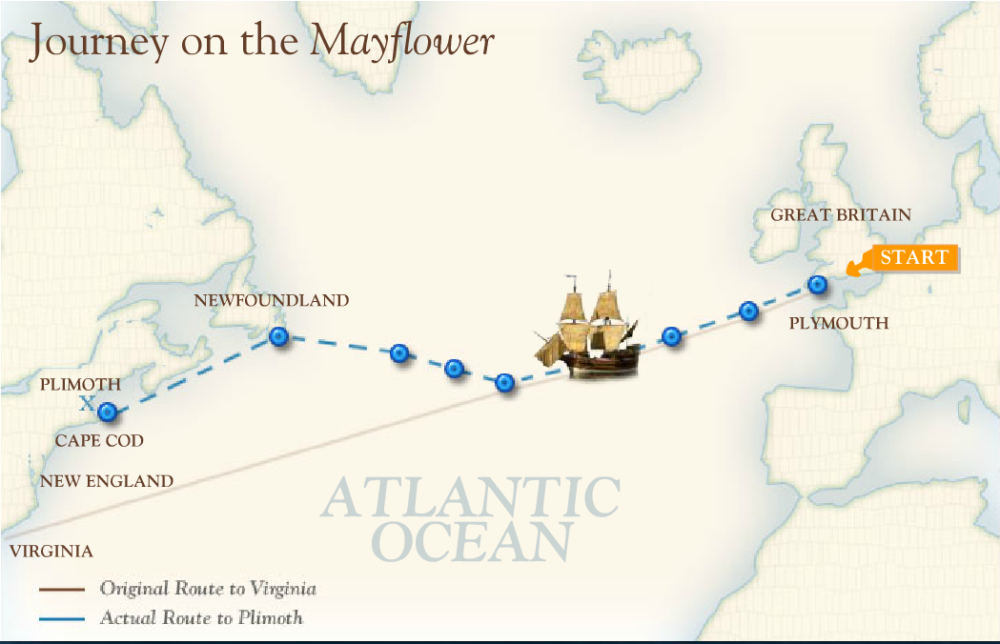 Journey on the Mayflower
GREAT BRITAIN
START
NEWFOUNDLAND
PLYMOUTH
PLIMOTH
X
CAPE COD
NEW ENGLAND
ATLANTIC
OCEAN
VIRGINIA
Original Route to Virginia
Actual Route to Plimoth